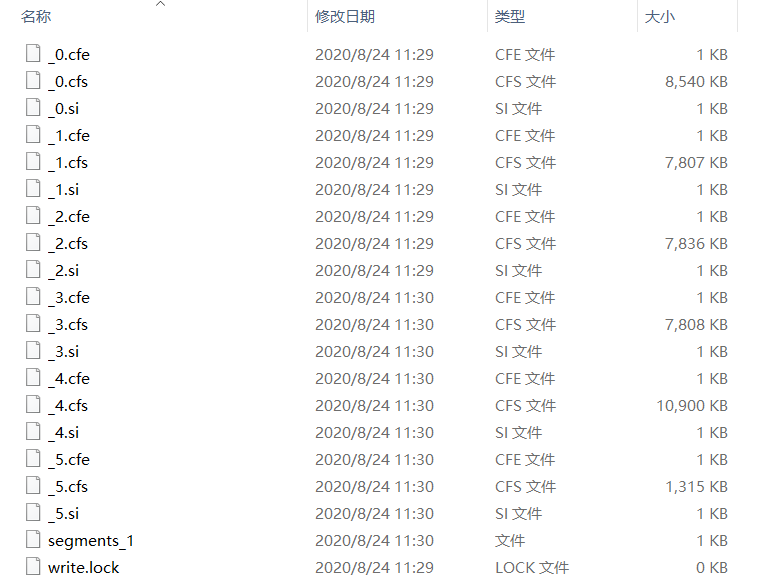 名称 修改日期 类型 大小
_0.cfe 2020/8/24 11:29 CFE 文件 1 KB
_0.cfs 2020/8/24 11:29 CFS 文件 8,540 KB
_0.si 2020/8/24 11:29 SI 文件 1 KB
_1.cfe 2020/8/24 11:29 CFE 文件 1 KB
_1.cfs 2020/8/24 11:29 CFS 文件 7,807 KB
_1.si 2020/8/24 11:29 SI 文件 1 KB
_2.cfe 2020/8/24 11:29 CFE 文件 1 KB
_2.cfs 2020/8/24 11:29 CFS 文件 7,836 KB
_2.si 2020/8/24 11:29 SI 文件 1 KB
_3.cfe 2020/8/24 11:30 CFE 文件 1 KB
_3.cfs 2020/8/24 11:30 CFS 文件 7,808 KB
_3.si 2020/8/24 11:30 SI 文件 1 KB
_4.cfe 2020/8/24 11:30 CFE 文件 1 KB
_4.cfs 2020/8/24 11:30 CFS 文件 10,900 KB
_4.si 2020/8/24 11:30 SI 文件 1 KB
_5.cfe 2020/8/24 11:30 CFE 文件 1 KB
_5.cfs 2020/8/24 11:30 CFS 文件 1,315 KB
_5.si 2020/8/24 11:30 SI 文件 1 KB
segments_1 2020/8/24 11:30 文件 1 KB
write.lock 2020/8/24 11:29 LOCK 文件 0 KB